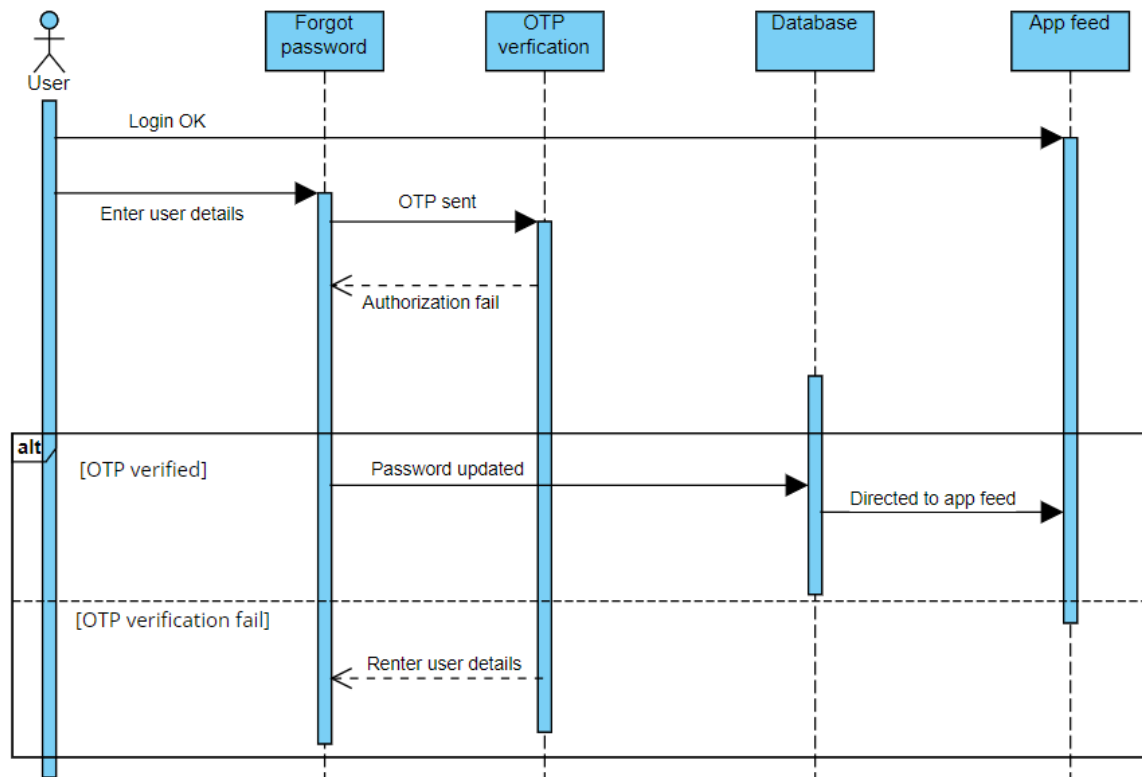 Forgot
password
OTP
verfication
Database
App feed
User
Login OK
Enter user details
OTP sent
Authorization fail
alt
[OTP verified]
Password updated
Directed to app feed
[OTP verification fail]
Renter user details